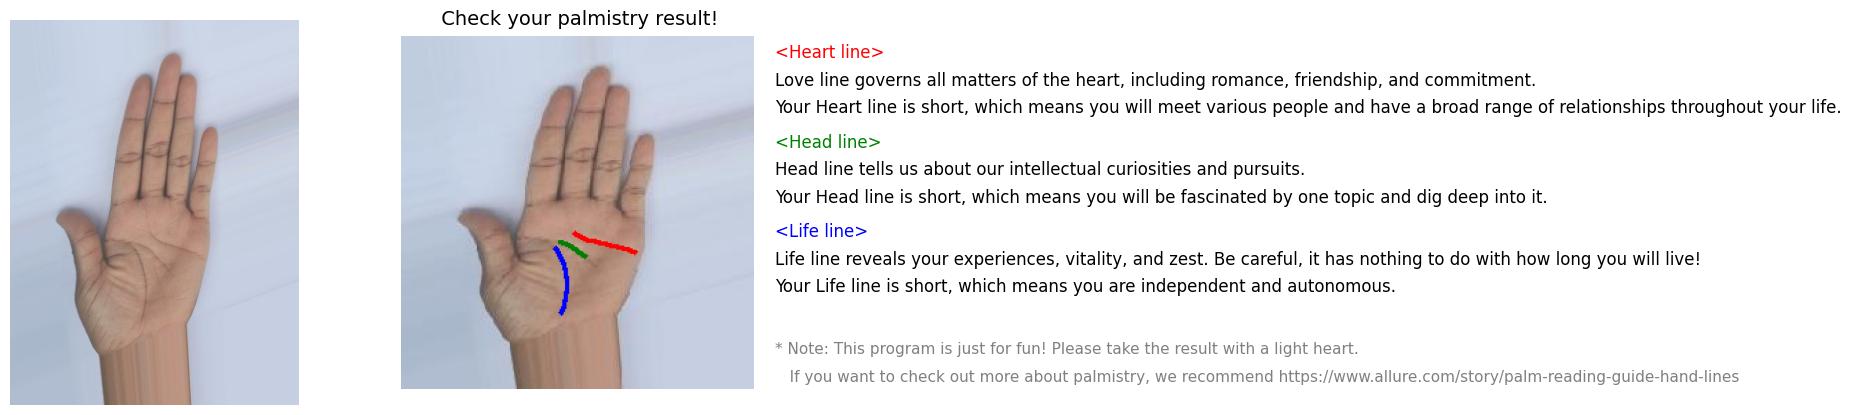 Check your palmistry result!
<Heart line>
Love line governs all matters of the heart, including romance, friendship, and commitment.
Your Heart line is short, which means you will meet various people and have a broad range of relationships throughout your life.
<Head line>
Head line tells us about our intellectual curiosities and pursuits.
Your Head line is short, which means you will be fascinated by one topic and dig deep into it.
<Life line>
Life line reveals your experiences, vitality, and zest. Be careful, it has nothing to do with how long you will live!
Your Life line is short, which means you are independent and autonomous.
* Note: This program is just for fun! Please take the result with a light heart.
If you want to check out more about palmistry, we recommend https://www.allure.com/story/palm-reading-guide-hand-lines